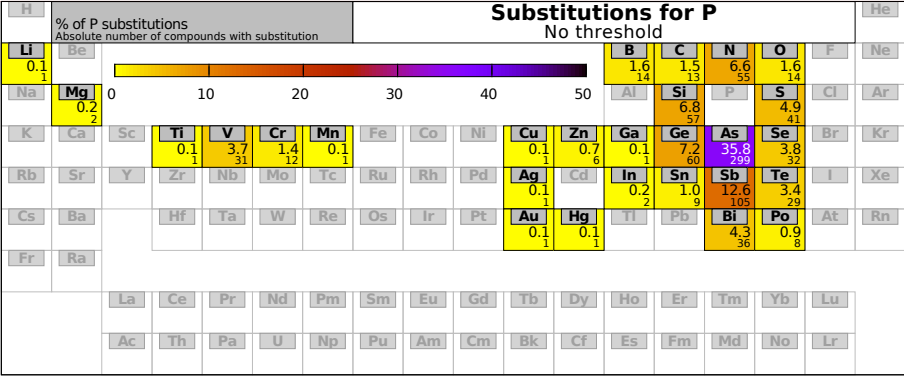 H
% of P substitutions
Absolute number of compounds with substitution
Substitutions for P
No threshold
He
Li 0.1 1
Be
B 1.6 14
C 1.5 13
N 6.6 55
O 1.6 14
F
Ne
0 10 20 30 40 50
Na
Mg 0.2 2
Al
Si 6.8 57
P
S 4.9 41
Cl
Ar
K
Ca
Sc
Ti 0.1 1
V 3.7 31
Cr 1.4 12
Mn 0.1 1
Fe
Co
Ni
Cu 0.1 1
Zn 0.7 6
Ga 0.1 1
Ge 7.2 60
As 35.8 299
Se 3.8 32
Br
Kr
Rb
Sr
Y
Zr
Nb
Mo
Tc
Ru
Rh
Pd
Ag 0.1 1
Cd
In 0.2 2
Sn 1.0 9
Sb 12.6 105
Te 3.4 29
I
Xe
Cs
Ba
Hf
Ta
W
Re
Os
Ir
Pt
Au 0.1 1
Hg 0.1 1
Tl
Pb
Bi 4.3 36
Po 0.9 8
At
Rn
Fr
Ra
La
Ce
Pr
Nd
Pm
Sm
Eu
Gd
Tb
Dy
Ho
Er
Tm
Yb
Lu
Ac
Th
Pa
U
Np
Pu
Am
Cm
Bk
Cf
Es
Fm
Md
No
Lr